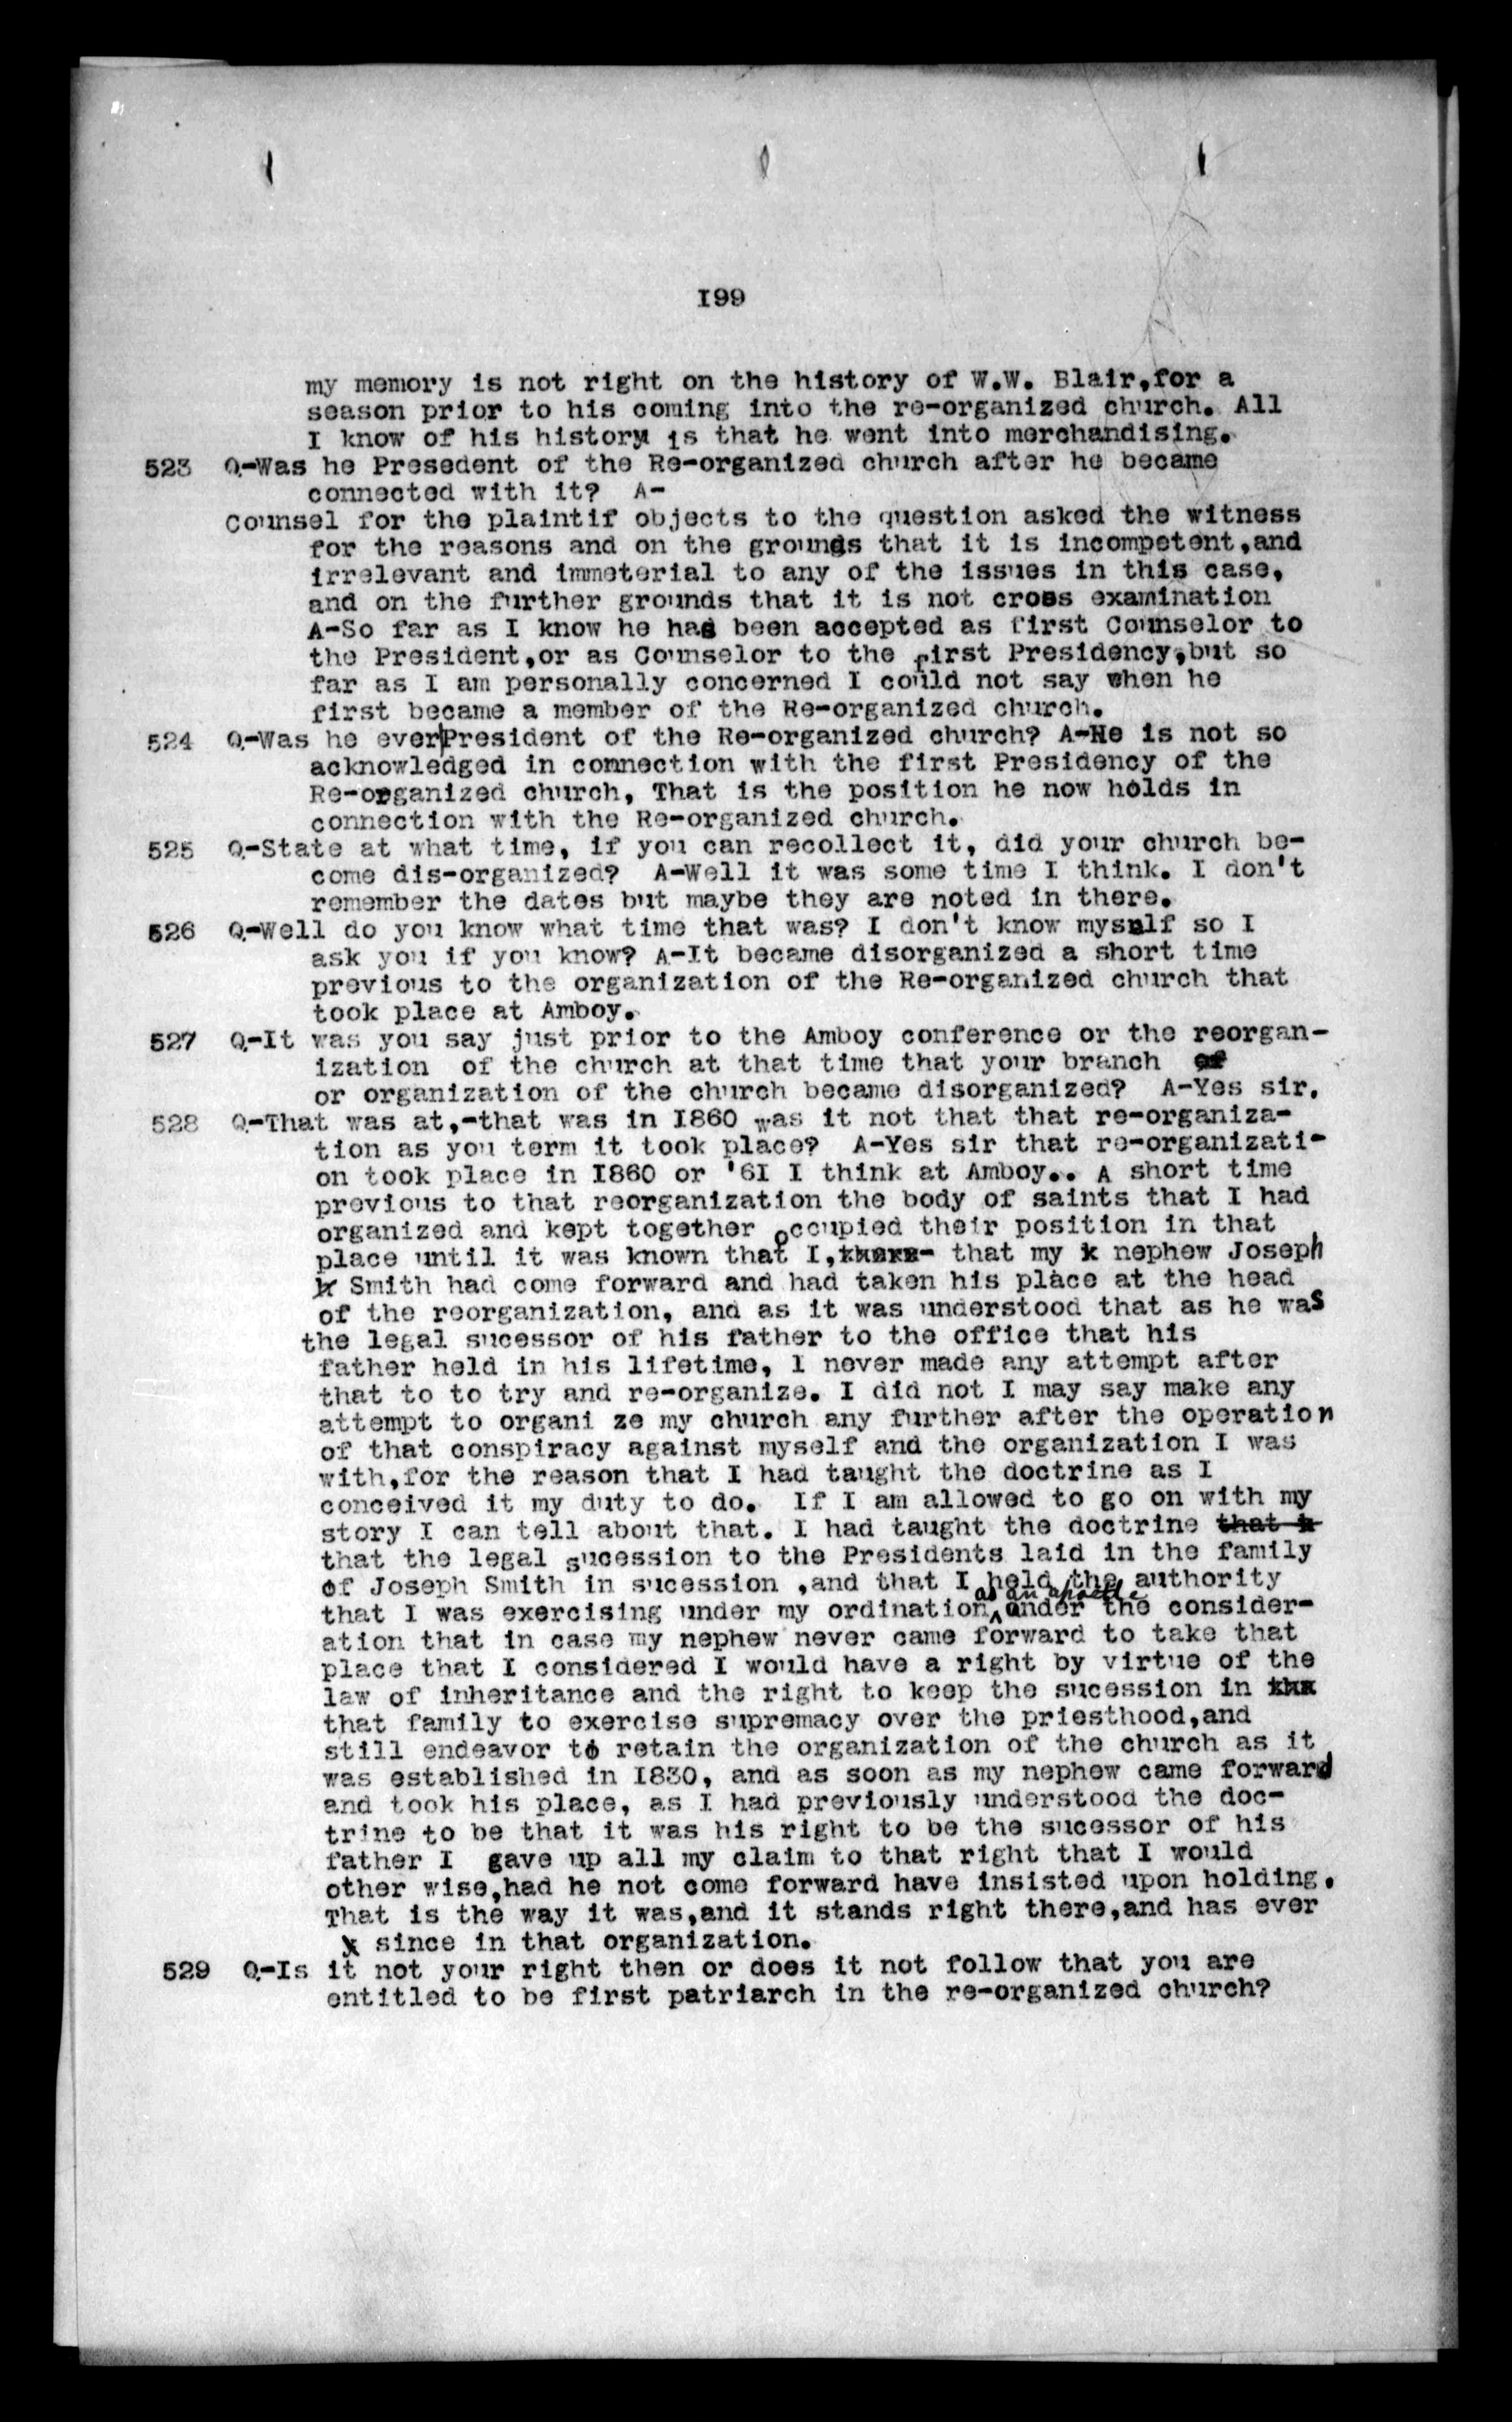 199
my memory is not right on the history of W.W. Blair,for a
season prior to his coming into the re-organized church. All
I know of his history is that he went into merchandising.
523 Q-Was he Presedent of the Re-organized church after he became
connected with it? A-
Counsel for the plaintif objects to the question asked the witness
for the reasons and on the grounds that it is incompetent,and
irrelevant and immeterial to any of the issues in this case,
and on the further grounds that it is not cross examination
A-So far as I know he has been accepted as first Counselor to
the President,or as Counselor to the first Presidency,but so
far as I am personally concerned I could not say when he
first became a member of the Re-organized church.
524 Q-Was he ever|President of the Re-organized church? A-He is not so
acknowledged in connection with the first Presidency of the
Re-organized church, That is the position he now holds in
connection with the Re-organized church.
525 Q-State at what time, if you can recollect it, did your church be-
come dis-organized? A-Well it was some time I think. I don't
remember the dates but maybe they are noted in there.
526 Q-Well do you know what time that was? I don't know myself so I
ask you if you know? A-It became disorganized a short time
previous to the organization of the Re-organized church that
took place at Amboy.
527 Q-It was you say just prior to the Amboy conference or the reorgan-
ization of the church at that time that your branch of
or organization of the church became disorganized? A-Yes sir.
528 Q-That was at,-that was in I860 was it not that that re-organiza-
tion as you term it took place? A-Yes sir that re-organizati-
on took place in I860 or '6I I think at Amboy.. A short time
previous to that reorganization the body of saints that I had
organized and kept together occupied their position in that
place until it was known that I, that my k nephew Joseph
Smith had come forward and had taken his place at the head
of the reorganization, and as it was understood that as he was
the legal sucessor of his father to the office that his
father held in his lifetime, I never made any attempt after
that to to try and re-organize. I did not I may say make any
attempt to organi ze my church any further after the operation
of that conspiracy against myself and the organization I was
with,for the reason that I had taught the doctrine as I
conceived it my duty to do. If I am allowed to go on with my
story I can tell about that. I had taught the doctrine that
that the legal sucession to the Presidents laid in the family
of Joseph Smith in sucession ,and that I held the authority
as an apostle
that I was exercising under my ordination^under the consider-
ation that in case my nephew never came forward to take that
place that I considered I would have a right by virtue of the
law of inheritance and the right to keep the sucession in
that family to exercise supremacy over the priesthood,and
still endeavor to retain the organization of the church as it
was established in I830, and as soon as my nephew came forward
and took his place, as I had previously understood the doc-
trine to be that it was his right to be the sucessor of his
father I gave up all my claim to that right that I would
other wise,had he not come forward have insisted upon holding.
That is the way it was,and it stands right there,and has ever
since in that organization.
529 Q-Is it not your right then or does it not follow that you are
entitled to be first patriarch in the re-organized church?